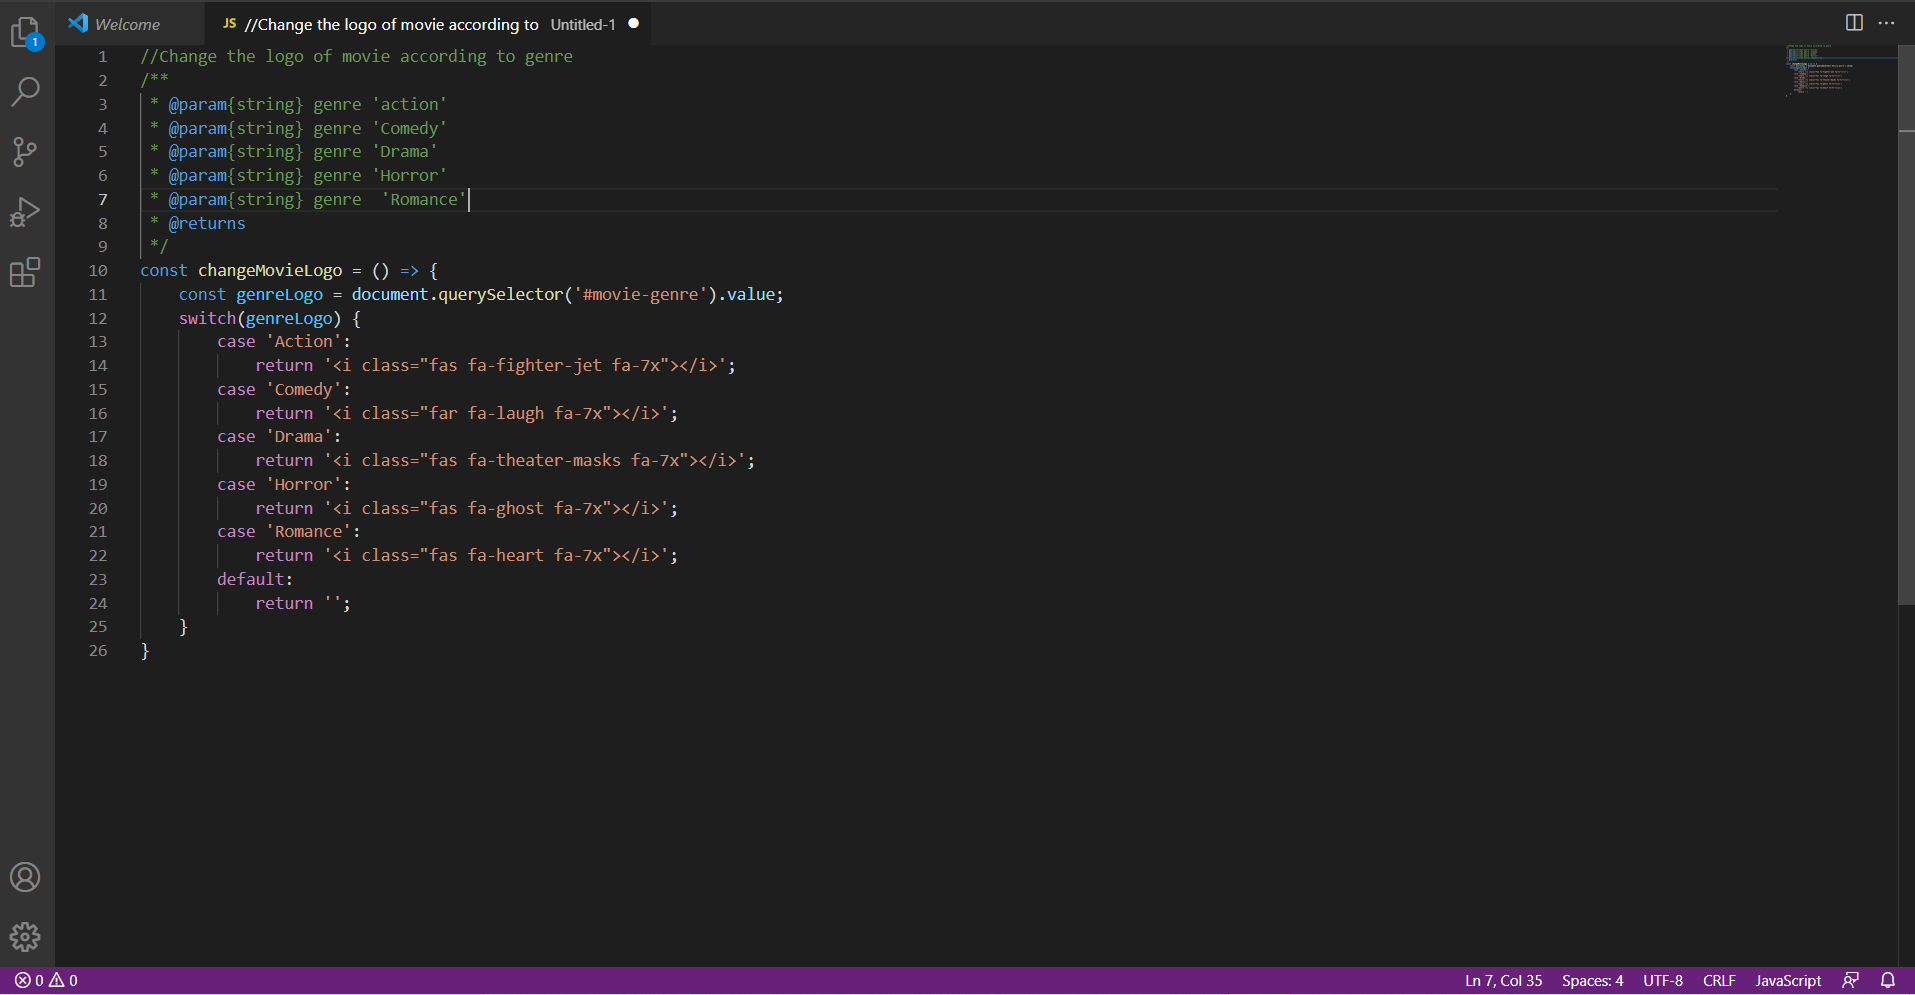 1
Welcome
JS //Change the logo of movie according to Untitled-1
1 //Change the logo of movie according to genre
2 /**
3  * @param{string} genre 'action'
4  * @param{string} genre 'Comedy'
5  * @param{string} genre 'Drama'
6  * @param{string} genre 'Horror'
7  * @param{string} genre  'Romance'
8  * @returns
9  */
10 const changeMovieLogo = () => {
11     const genreLogo = document.querySelector('#movie-genre').value;
12     switch(genreLogo) {
13         case 'Action':
14             return '<i class="fas fa-fighter-jet fa-7x"></i>';
15         case 'Comedy':
16             return '<i class="far fa-laugh fa-7x"></i>';
17         case 'Drama':
18             return '<i class="fas fa-theater-masks fa-7x"></i>';
19         case 'Horror':
20             return '<i class="fas fa-ghost fa-7x"></i>';
21         case 'Romance':
22             return '<i class="fas fa-heart fa-7x"></i>';
23         default:
24             return '';
25     }
26 }
0 0 Ln 7, Col 35 Spaces: 4 UTF-8 CRLF JavaScript